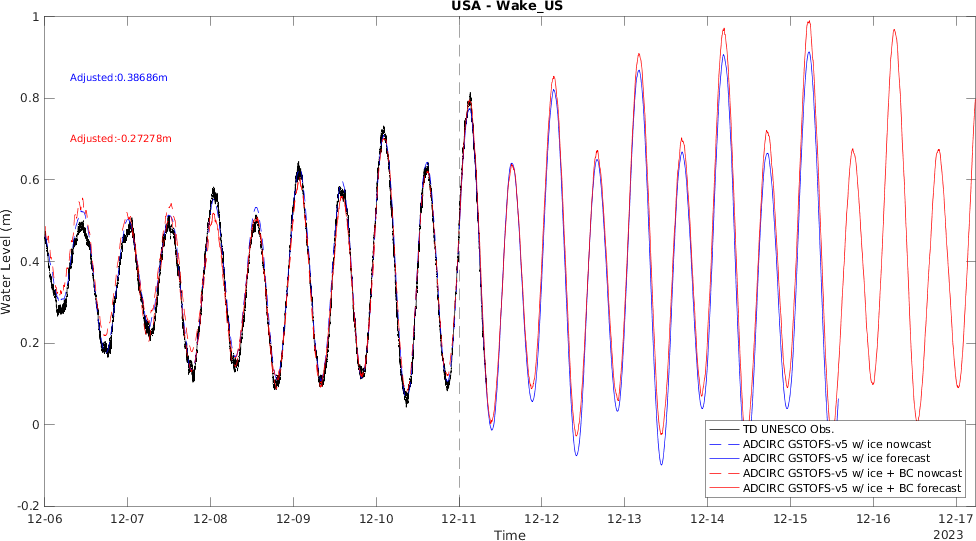 USA - Wake_US
1
0.8
0.6
0.4
0.2
0
-0.2
Water Level (m)
Adjusted:0.38686m
Adjusted:-0.27278m
TD UNESCO Obs.
ADCIRC GSTOFS-v5 w/ ice nowcast
ADCIRC GSTOFS-v5 w/ ice forecast
ADCIRC GSTOFS-v5 w/ ice + BC nowcast
ADCIRC GSTOFS-v5 w/ ice + BC forecast
12-06 12-07 12-08 12-09 12-10 12-11 12-12 12-13 12-14 12-15 12-16 12-17
Time
2023